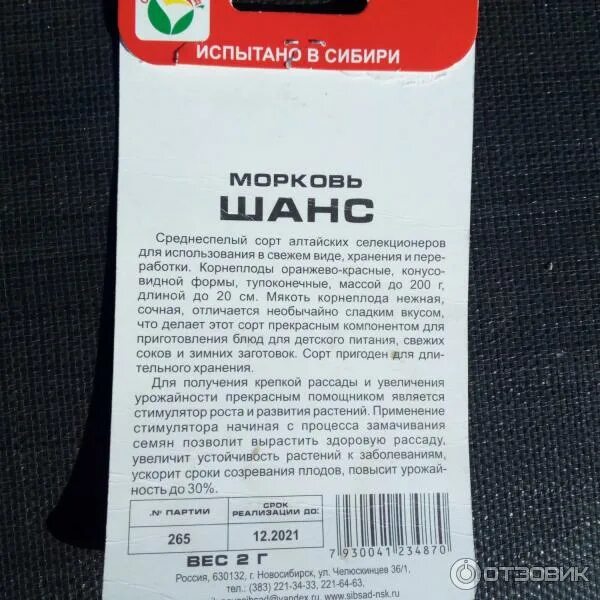 ИСПЫТАНО В СИБИРИ
МОРКОВЬ
ШАНС
Среднеспелый сорт алтайских селекционеров
для использования в свежем виде, хранения и пере-
работки. Корнеплоды оранжево-красные, конусо-
видной формы, тупоконечные, массой до 200 г,
длиной до 20 см. Мякоть корнеплода нежная,
сочная, отличается необычайно сладким вкусом,
что делает этот сорт прекрасным компонентом для
приготовления блюд для детского питания, свежих
соков и зимних заготовок. Сорт пригоден для дли-
тельного хранения.
Для получения крепкой рассады и увеличения
урожайности прекрасным помощником является
стимулятор роста и развития растений. Применение
стимулятора начиная с процесса замачивания
семян позволит вырастить здоровую рассаду,
увеличит устойчивость растений к заболеваниям,
ускорит сроки созревания плодов, повысит урожай-
ность до 30%.
№ ПАРТИИ СРОК РЕАЛИЗАЦИИ ДО:
265 12.2021
ВЕС 2 Г
7 930041 234870
Россия, 630132, г. Новосибирск, ул. Челюскинцев 36/1,
тел.: (383) 221-34-33, 221-64-63,
www.sibsad-nsk.ru
ОТЗОВИК